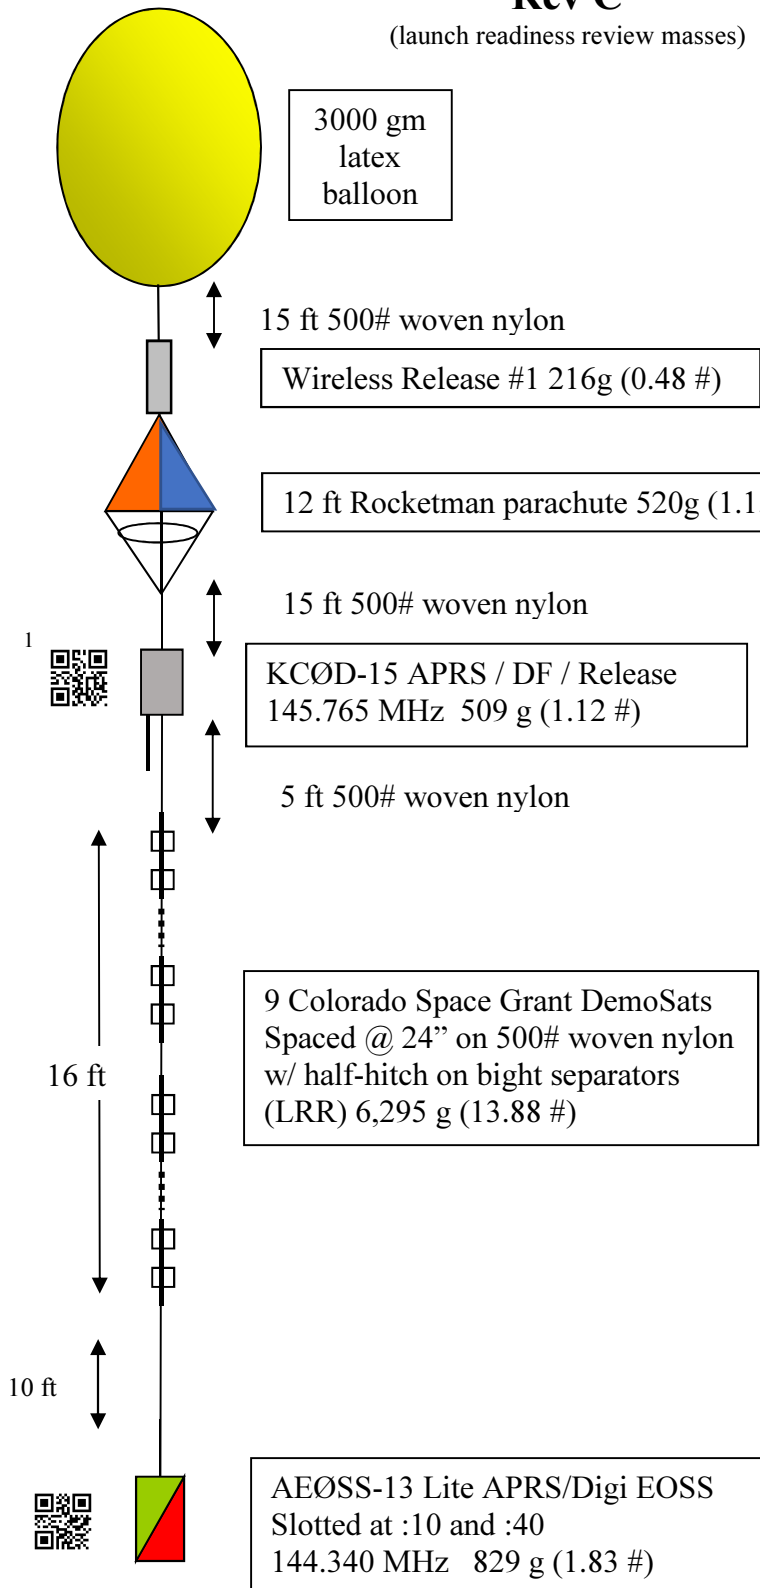 Rev C
(launch readiness review masses)
3000 gm
latex
balloon
15 ft 500# woven nylon
Wireless Release #1 216g (0.48 #)
12 ft Rocketman parachute 520g (1.1
15 ft 500# woven nylon
1
KCØD-15 APRS / DF / Release
145.765 MHz  509 g (1.12 #)
5 ft 500# woven nylon
9 Colorado Space Grant DemoSats
Spaced @ 24” on 500# woven nylon
w/ half-hitch on bight separators
(LRR) 6,295 g (13.88 #)
16 ft
10 ft
AEØSS-13 Lite APRS/Digi EOSS
Slotted at :10 and :40
144.340 MHz   829 g (1.83 #)